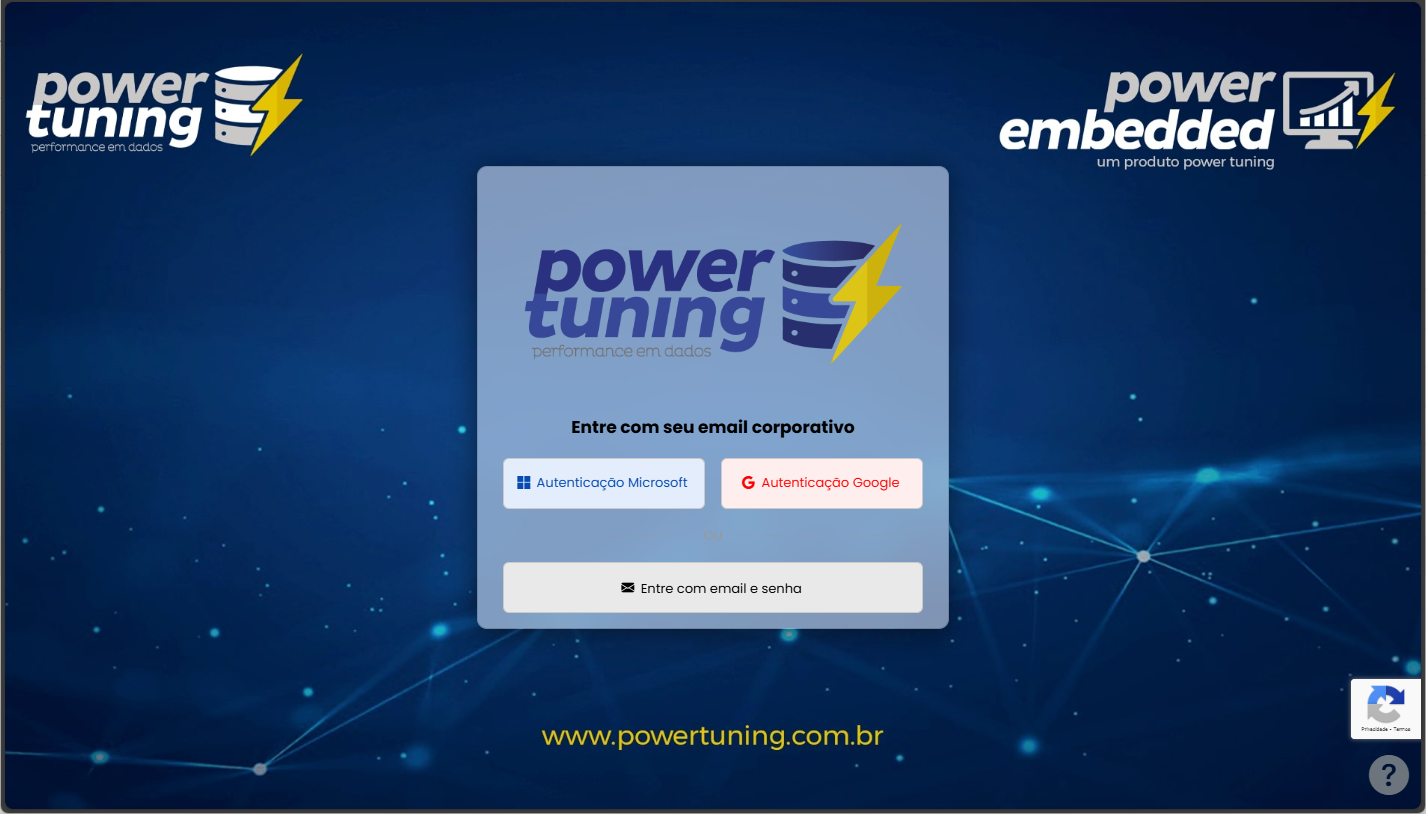 power
tuning
performance em dados
power
embedded
um produto power tuning
power
tuning
performance em dados
Entre com seu email corporativo
Autenticação Microsoft
Autenticação Google
ou
Entre com email e senha
www.powertuning.com.br
Privacidade - Termos
?